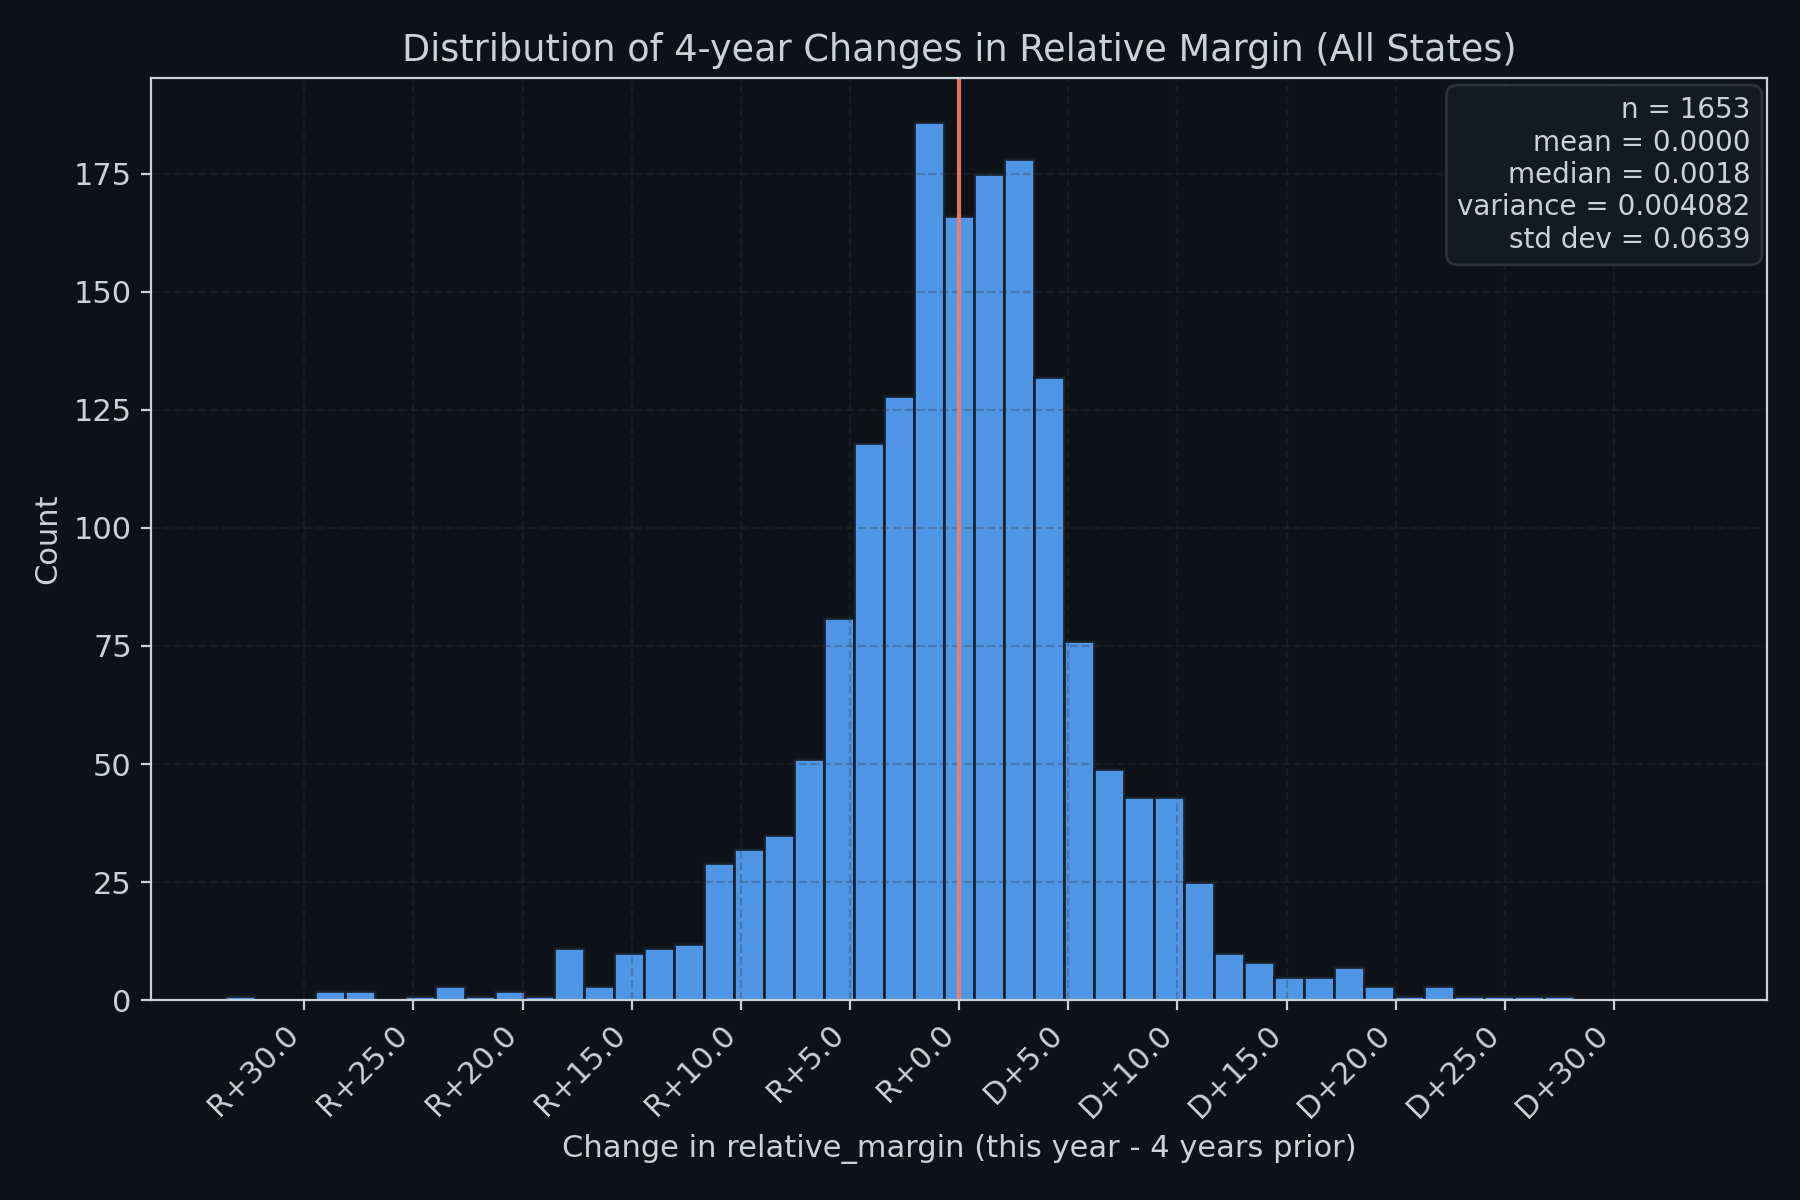 Distribution of 4-year Changes in Relative Margin (All States)
n = 1653
mean = 0.0000
median = 0.0018
variance = 0.004082
std dev = 0.0639
175
150
125
100
75
50
25
0
Count
R+30.0
R+25.0
R+20.0
R+15.0
R+10.0
R+5.0
R+0.0
D+5.0
D+10.0
D+15.0
D+20.0
D+25.0
D+30.0
Change in relative_margin (this year - 4 years prior)